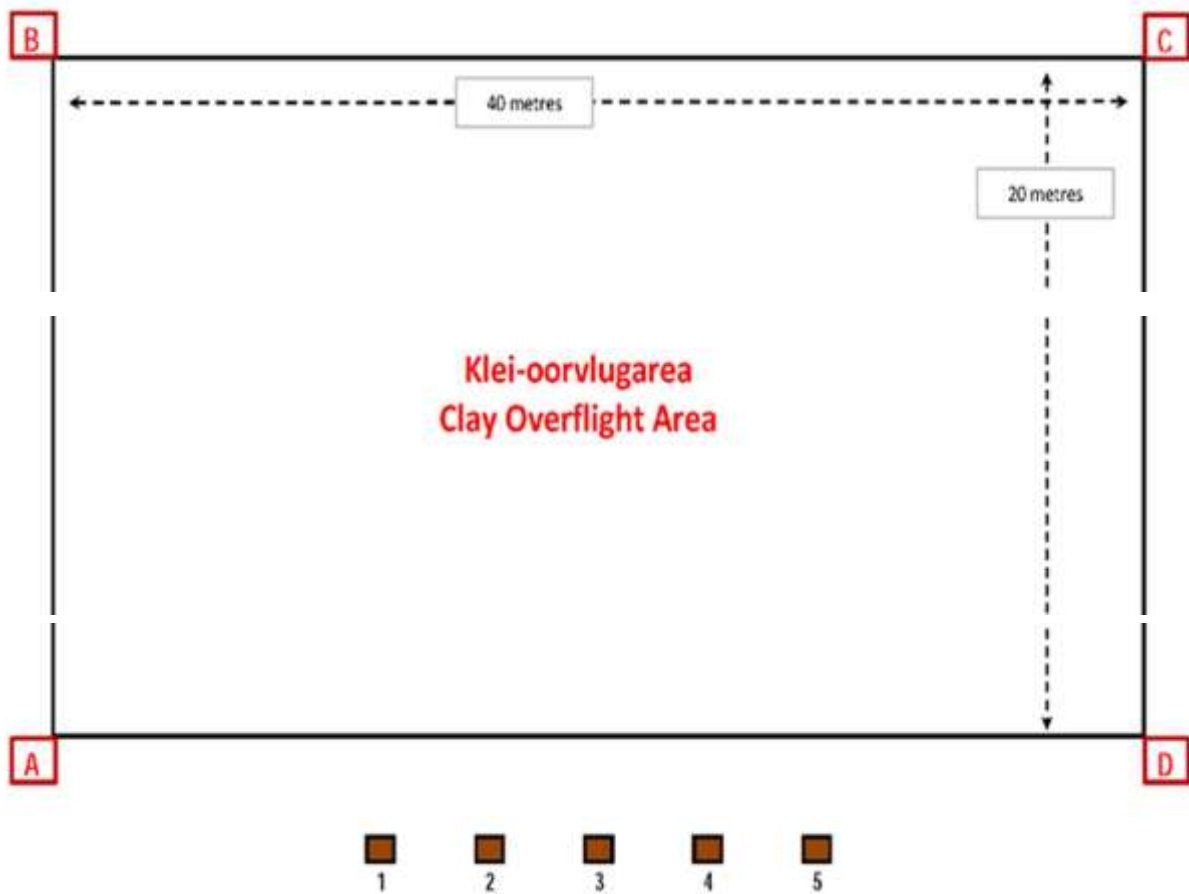 B
C
40 metres
20 metres
Klei-oorvlugarea
Clay Overflight Area
A
D
1 2 3 4 5